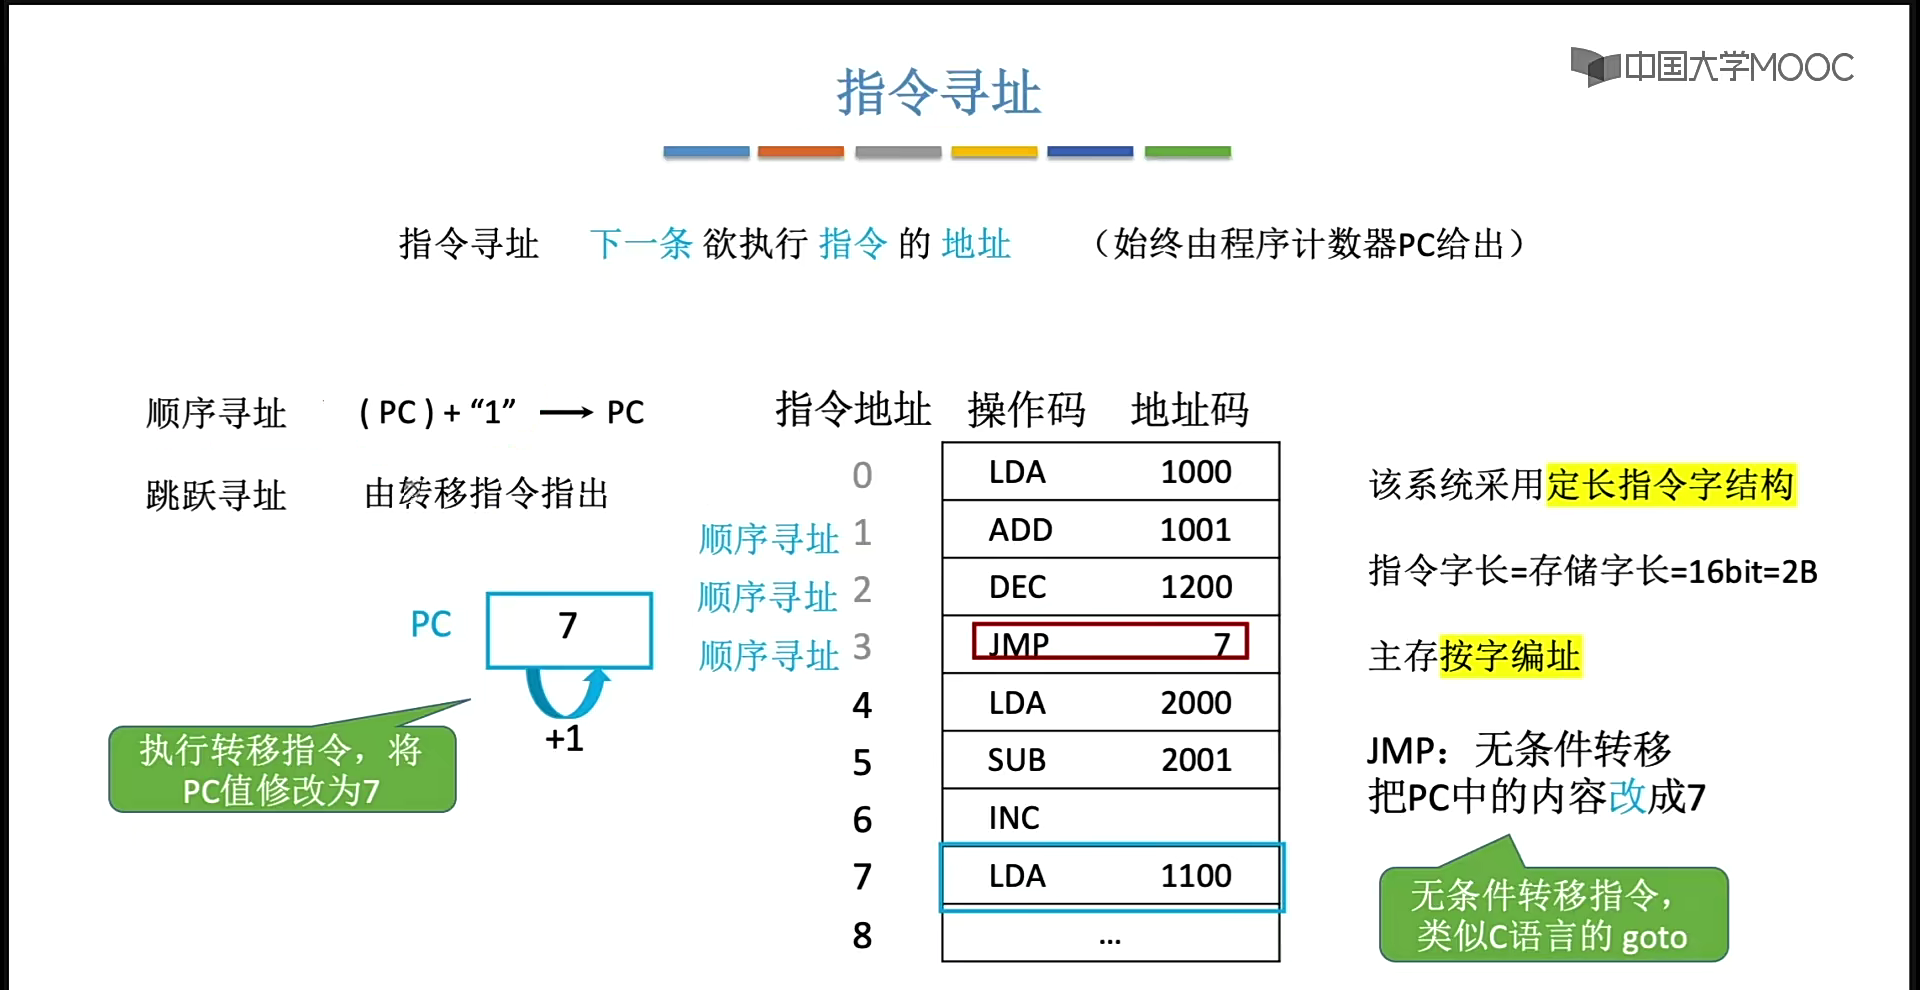 中国大学MOOC
指令寻址
指令寻址 下一条 欲执行 指令 的 地址 （始终由程序计数器PC给出）
顺序寻址 ( PC ) + “1” → PC
跳跃寻址 由转移指令指出
PC 7
+1
执行转移指令，将
PC值修改为7
指令地址 操作码 地址码
0 LDA 1000
顺序寻址 1 ADD 1001
顺序寻址 2 DEC 1200
顺序寻址 3 JMP 7
4 LDA 2000
5 SUB 2001
6 INC
7 LDA 1100
8 ...
该系统采用定长指令字结构
指令字长=存储字长=16bit=2B
主存按字编址
JMP：无条件转移
把PC中的内容改成7
无条件转移指令，
类似C语言的 goto